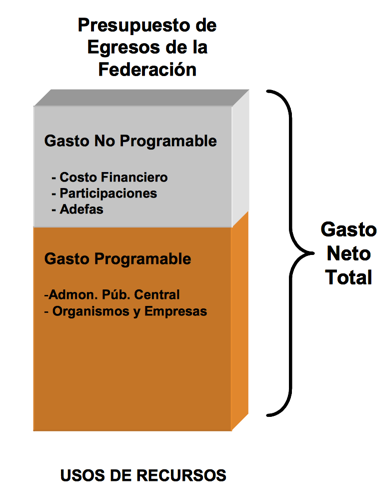 Presupuesto de
Egresos de la
Federación
Gasto No Programable
- Costo Financiero
- Participaciones
- Adefas
Gasto Programable
-Admon. Púb. Central
- Organismos y Empresas
Gasto
Neto
Total
USOS DE RECURSOS